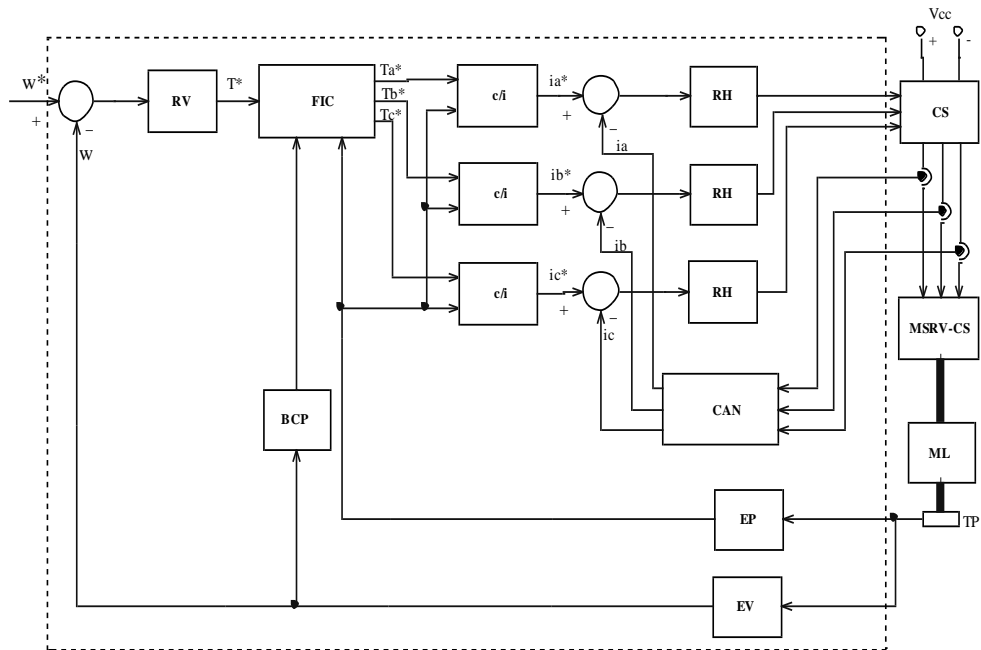 Vcc
+ -
W*
+
−
W
RV
T*
FIC
Ta*
Tb*
Tc*
c/i
ia*
+
−
ia
RH
CS
c/i
ib*
+
−
ib
RH
c/i
ic*
+
−
ic
RH
MSRV-CS
BCP
CAN
ML
EP
TP
EV